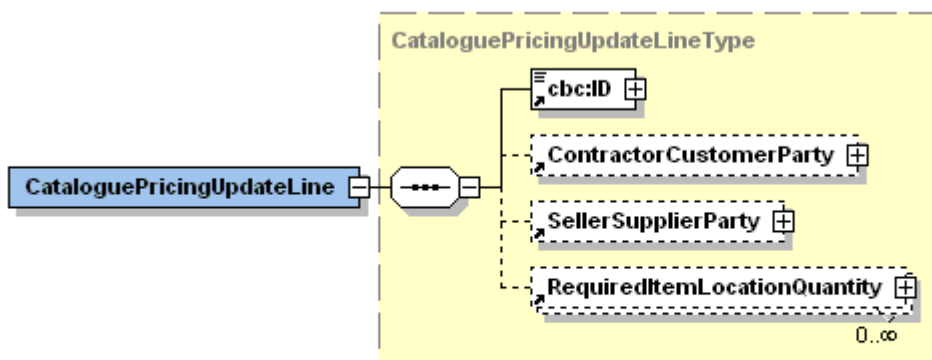 CataloguePricingUpdateLineType
cbc:ID
ContractorCustomerParty
CataloguePricingUpdateLine
SellerSupplierParty
RequiredItemLocationQuantity
0..∞